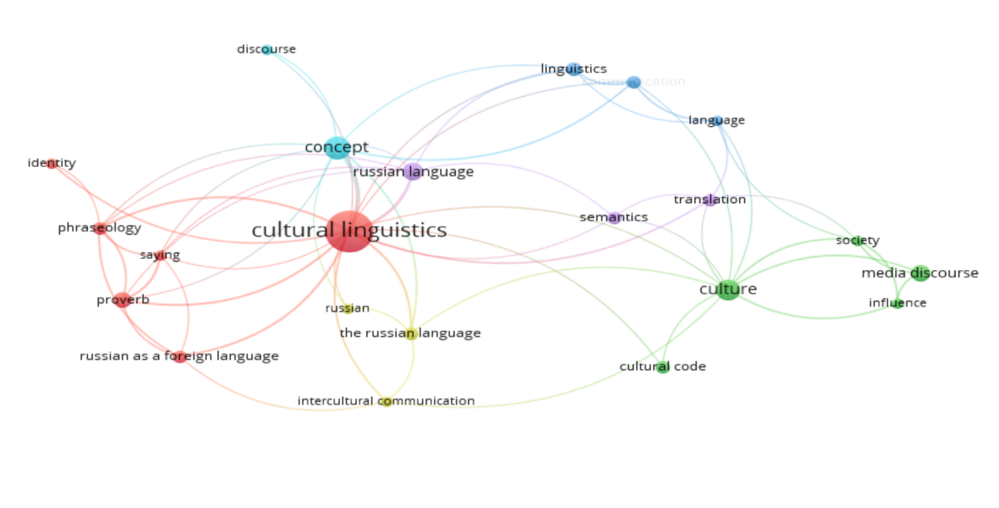 discourse
linguistics
communication
language
concept
identity
russian language
translation
semantics
phraseology
cultural linguistics
society
saying
media discourse
culture
proverb
influence
russian
the russian language
russian as a foreign language
cultural code
intercultural communication